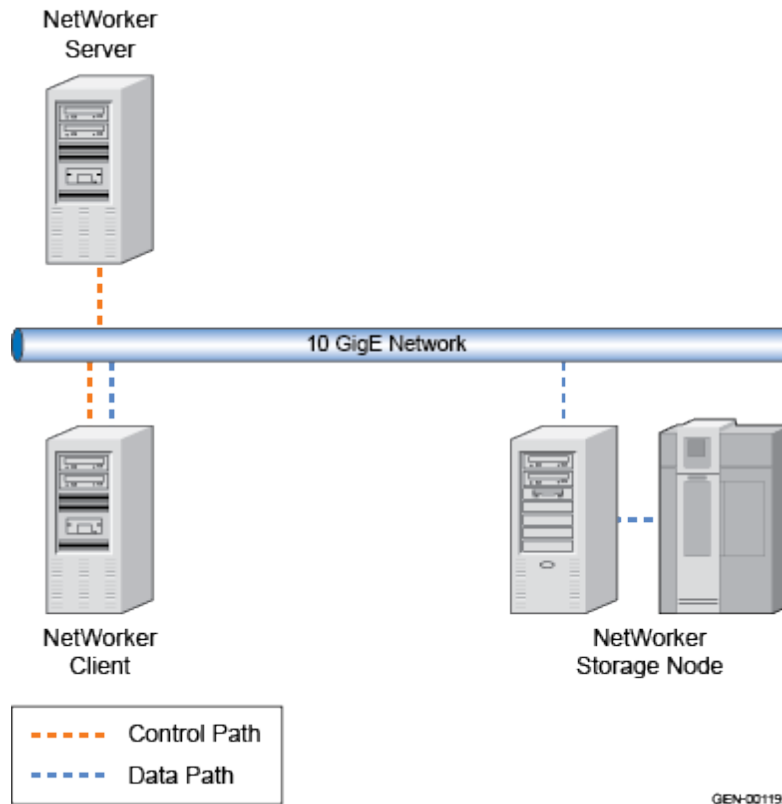 NetWorker
Server
10 GigE Network
NetWorker
Client
NetWorker
Storage Node
Control Path
Data Path
GEN-00119